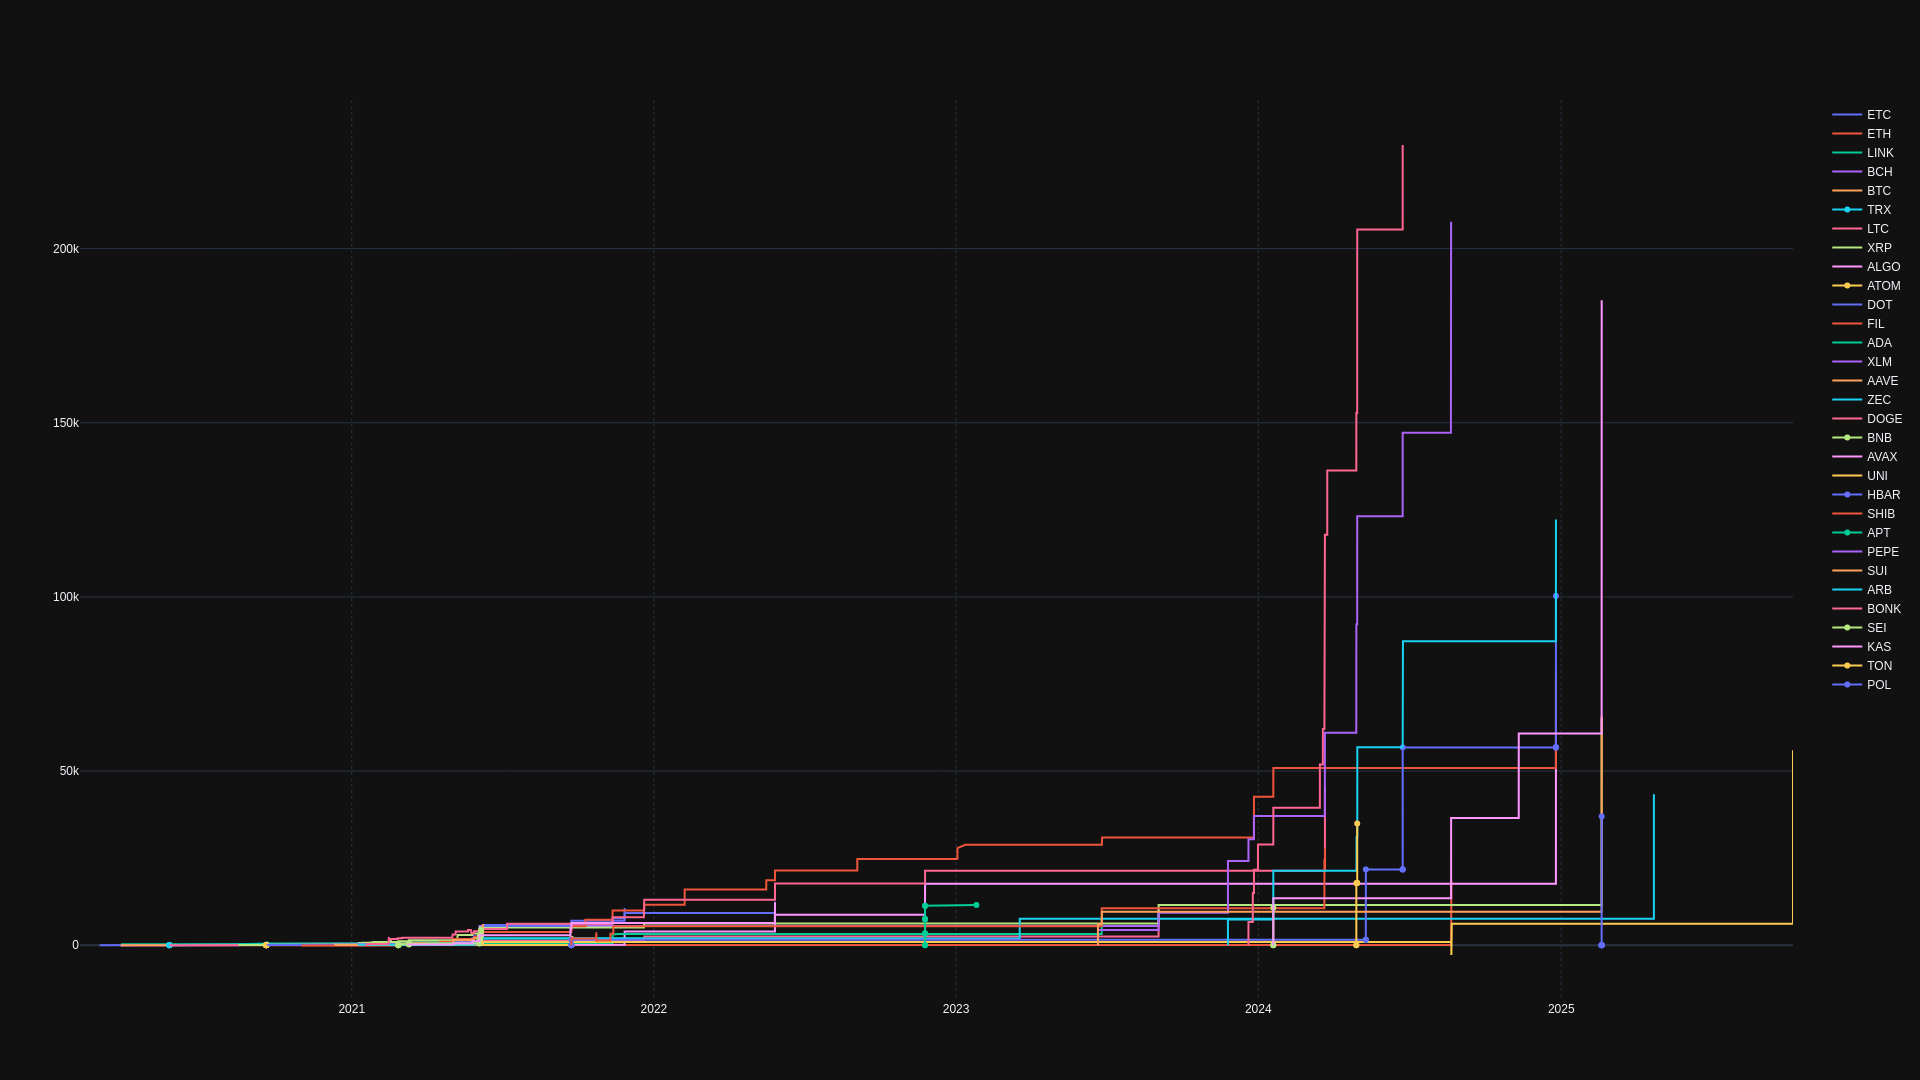 200k
150k
100k
50k
0
2021
2022
2023
2024
2025
ETC
ETH
LINK
BCH
BTC
TRX
LTC
XRP
ALGO
ATOM
DOT
FIL
ADA
XLM
AAVE
ZEC
DOGE
BNB
AVAX
UNI
HBAR
SHIB
APT
PEPE
SUI
ARB
BONK
SEI
KAS
TON
POL